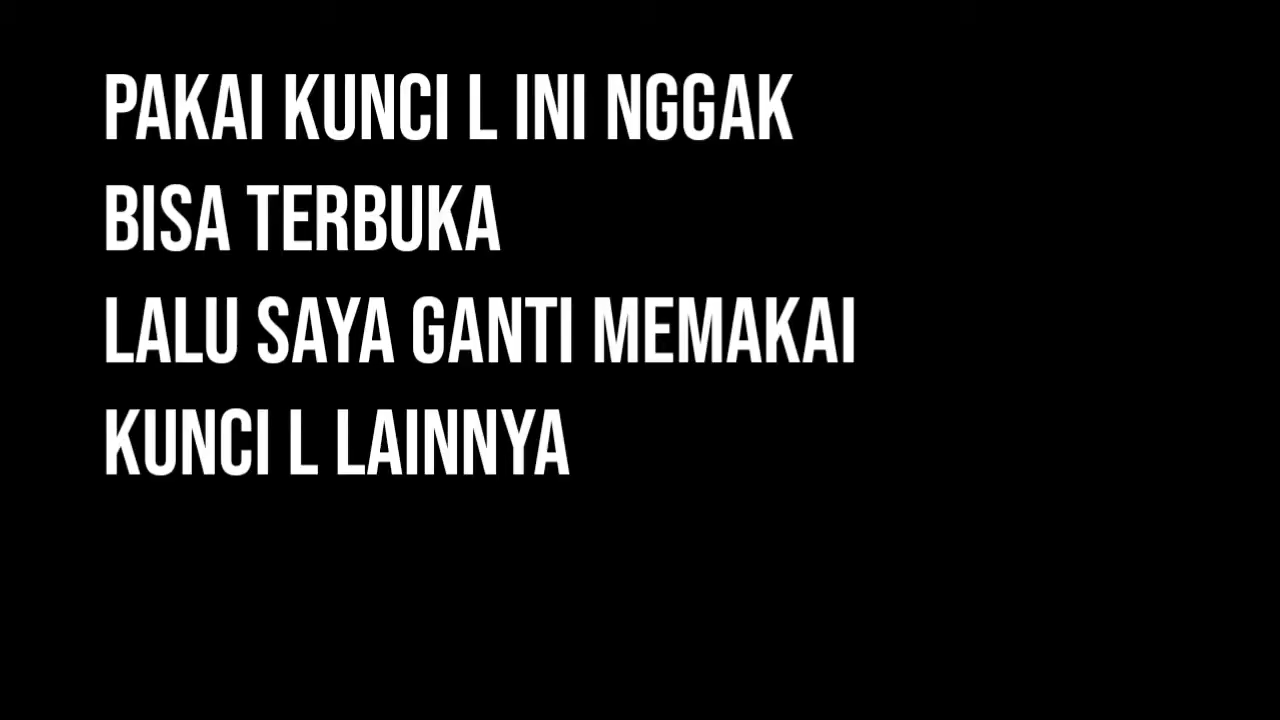 PAKAI KUNCI L INI NGGAK
BISA TERBUKA
LALU SAYA GANTI MEMAKAI
KUNCI L LAINNYA